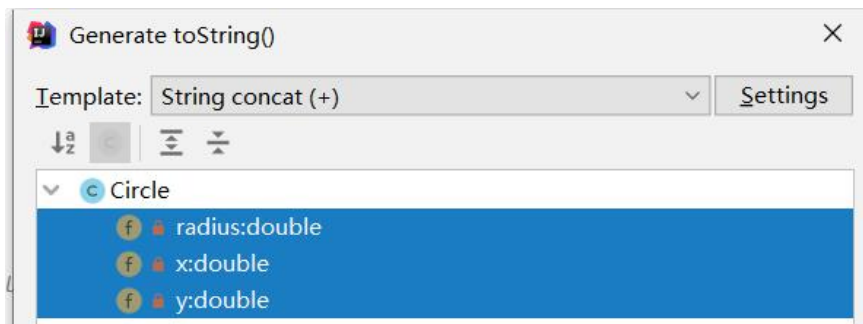 Generate toString()
Template: String concat (+) Settings
Circle
radius:double
x:double
y:double